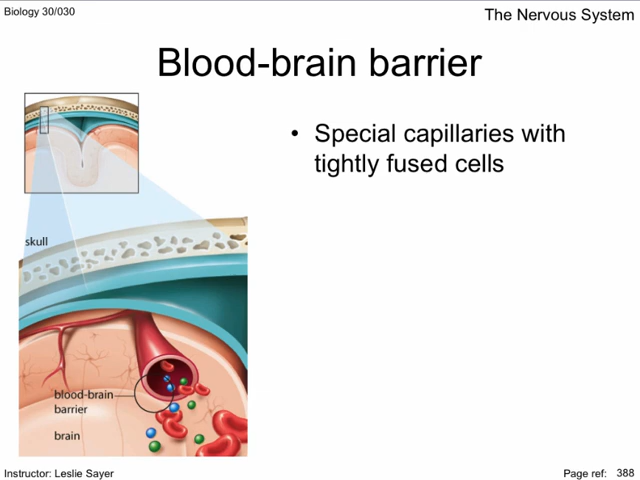 Biology 30/030
The Nervous System
Blood-brain barrier
• Special capillaries with
tightly fused cells
skull
blood-brain
barrier
brain
Instructor: Leslie Sayer
Page ref: 388